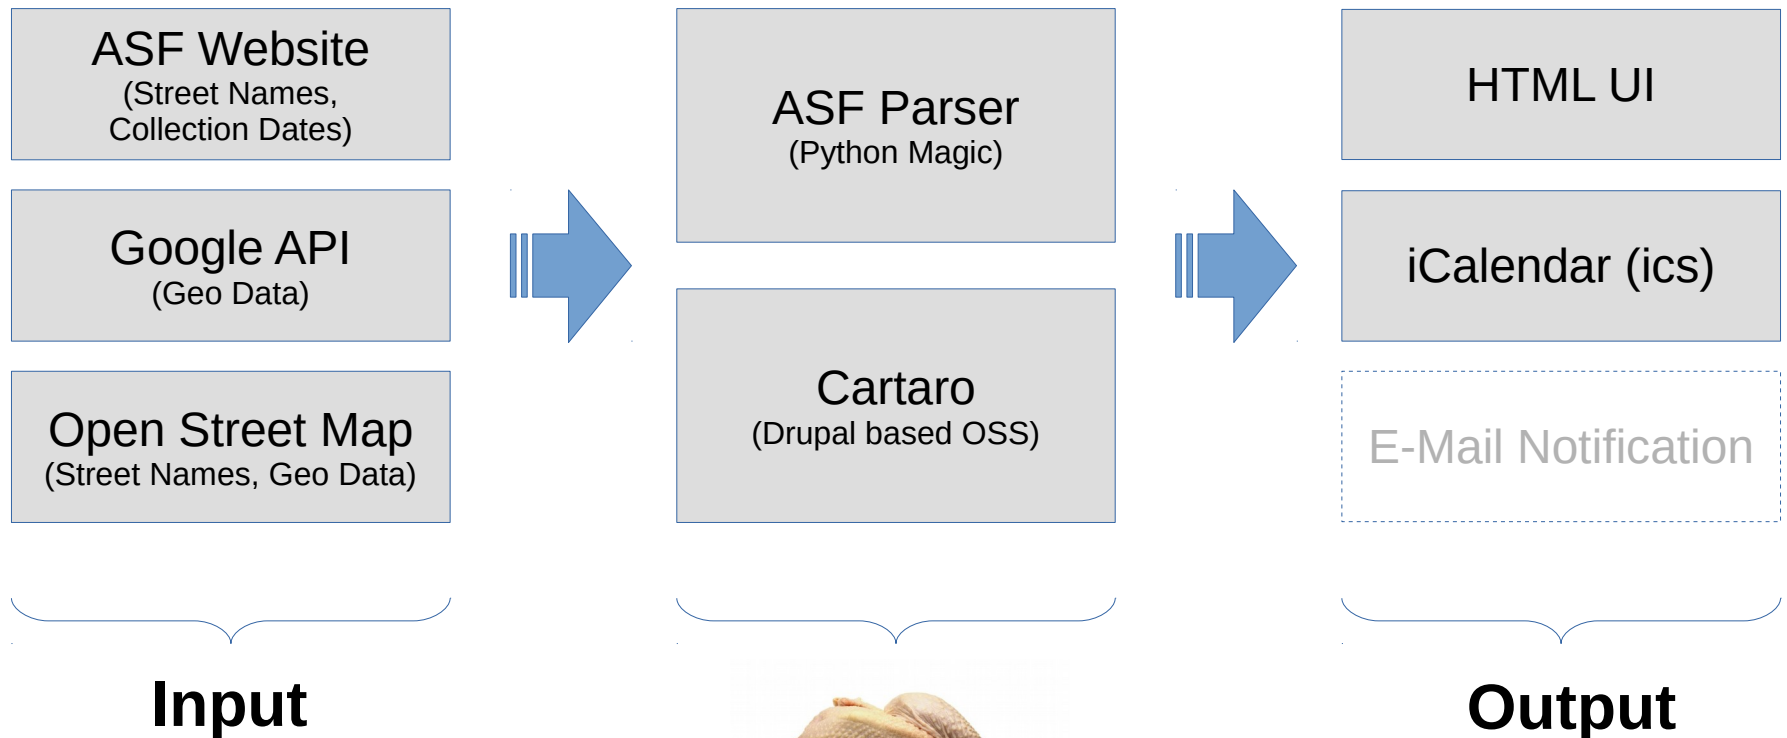 ASF Website
(Street Names,
Collection Dates)
Google API
(Geo Data)
Open Street Map
(Street Names, Geo Data)
ASF Parser
(Python Magic)
Cartaro
(Drupal based OSS)
HTML UI
iCalendar (ics)
E-Mail Notification
Input
Output